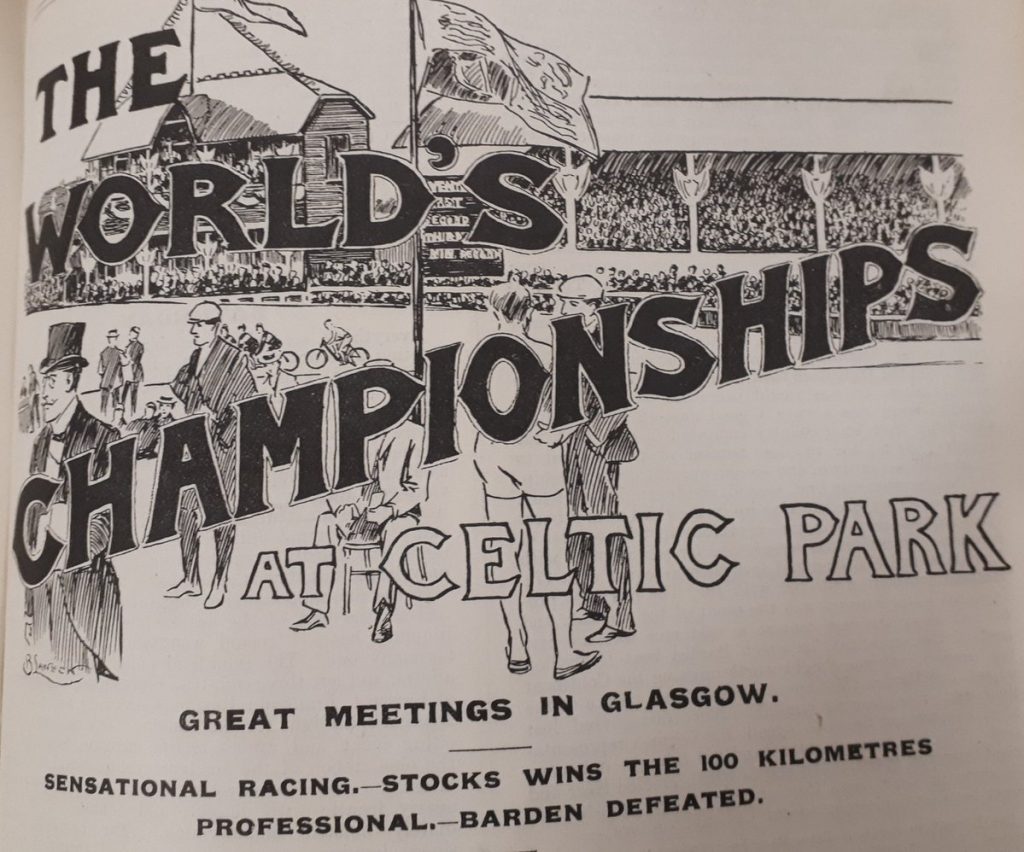 THE
WORLD'S
CHAMPIONSHIPS
AT CELTIC PARK
GREAT MEETINGS IN GLASGOW.
SENSATIONAL RACING.—STOCKS WINS THE 100 KILOMETRES
PROFESSIONAL.—BARDEN DEFEATED.